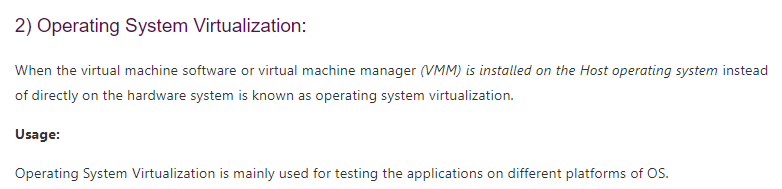 2) Operating System Virtualization:
When the virtual machine software or virtual machine manager (VMM) is installed on the Host operating system instead
of directly on the hardware system is known as operating system virtualization.
Usage:
Operating System Virtualization is mainly used for testing the applications on different platforms of OS.